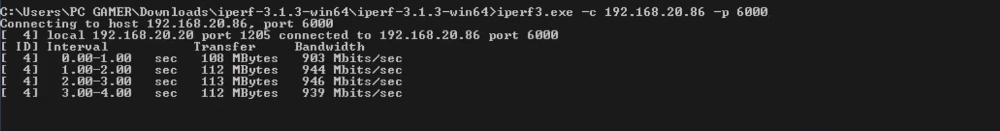 C:\Users\PC GAMER\Downloads\iperf-3.1.3-win64\iperf-3.1.3-win64>iperf3.exe -c 192.168.20.86 -p 6000
Connecting to host 192.168.20.86, port 6000
[  4] local 192.168.20.20 port 1205 connected to 192.168.20.86 port 6000
[ ID] Interval           Transfer     Bandwidth
[  4]   0.00-1.00   sec   108 MBytes   903 Mbits/sec
[  4]   1.00-2.00   sec   112 MBytes   944 Mbits/sec
[  4]   2.00-3.00   sec   113 MBytes   946 Mbits/sec
[  4]   3.00-4.00   sec   112 MBytes   939 Mbits/sec